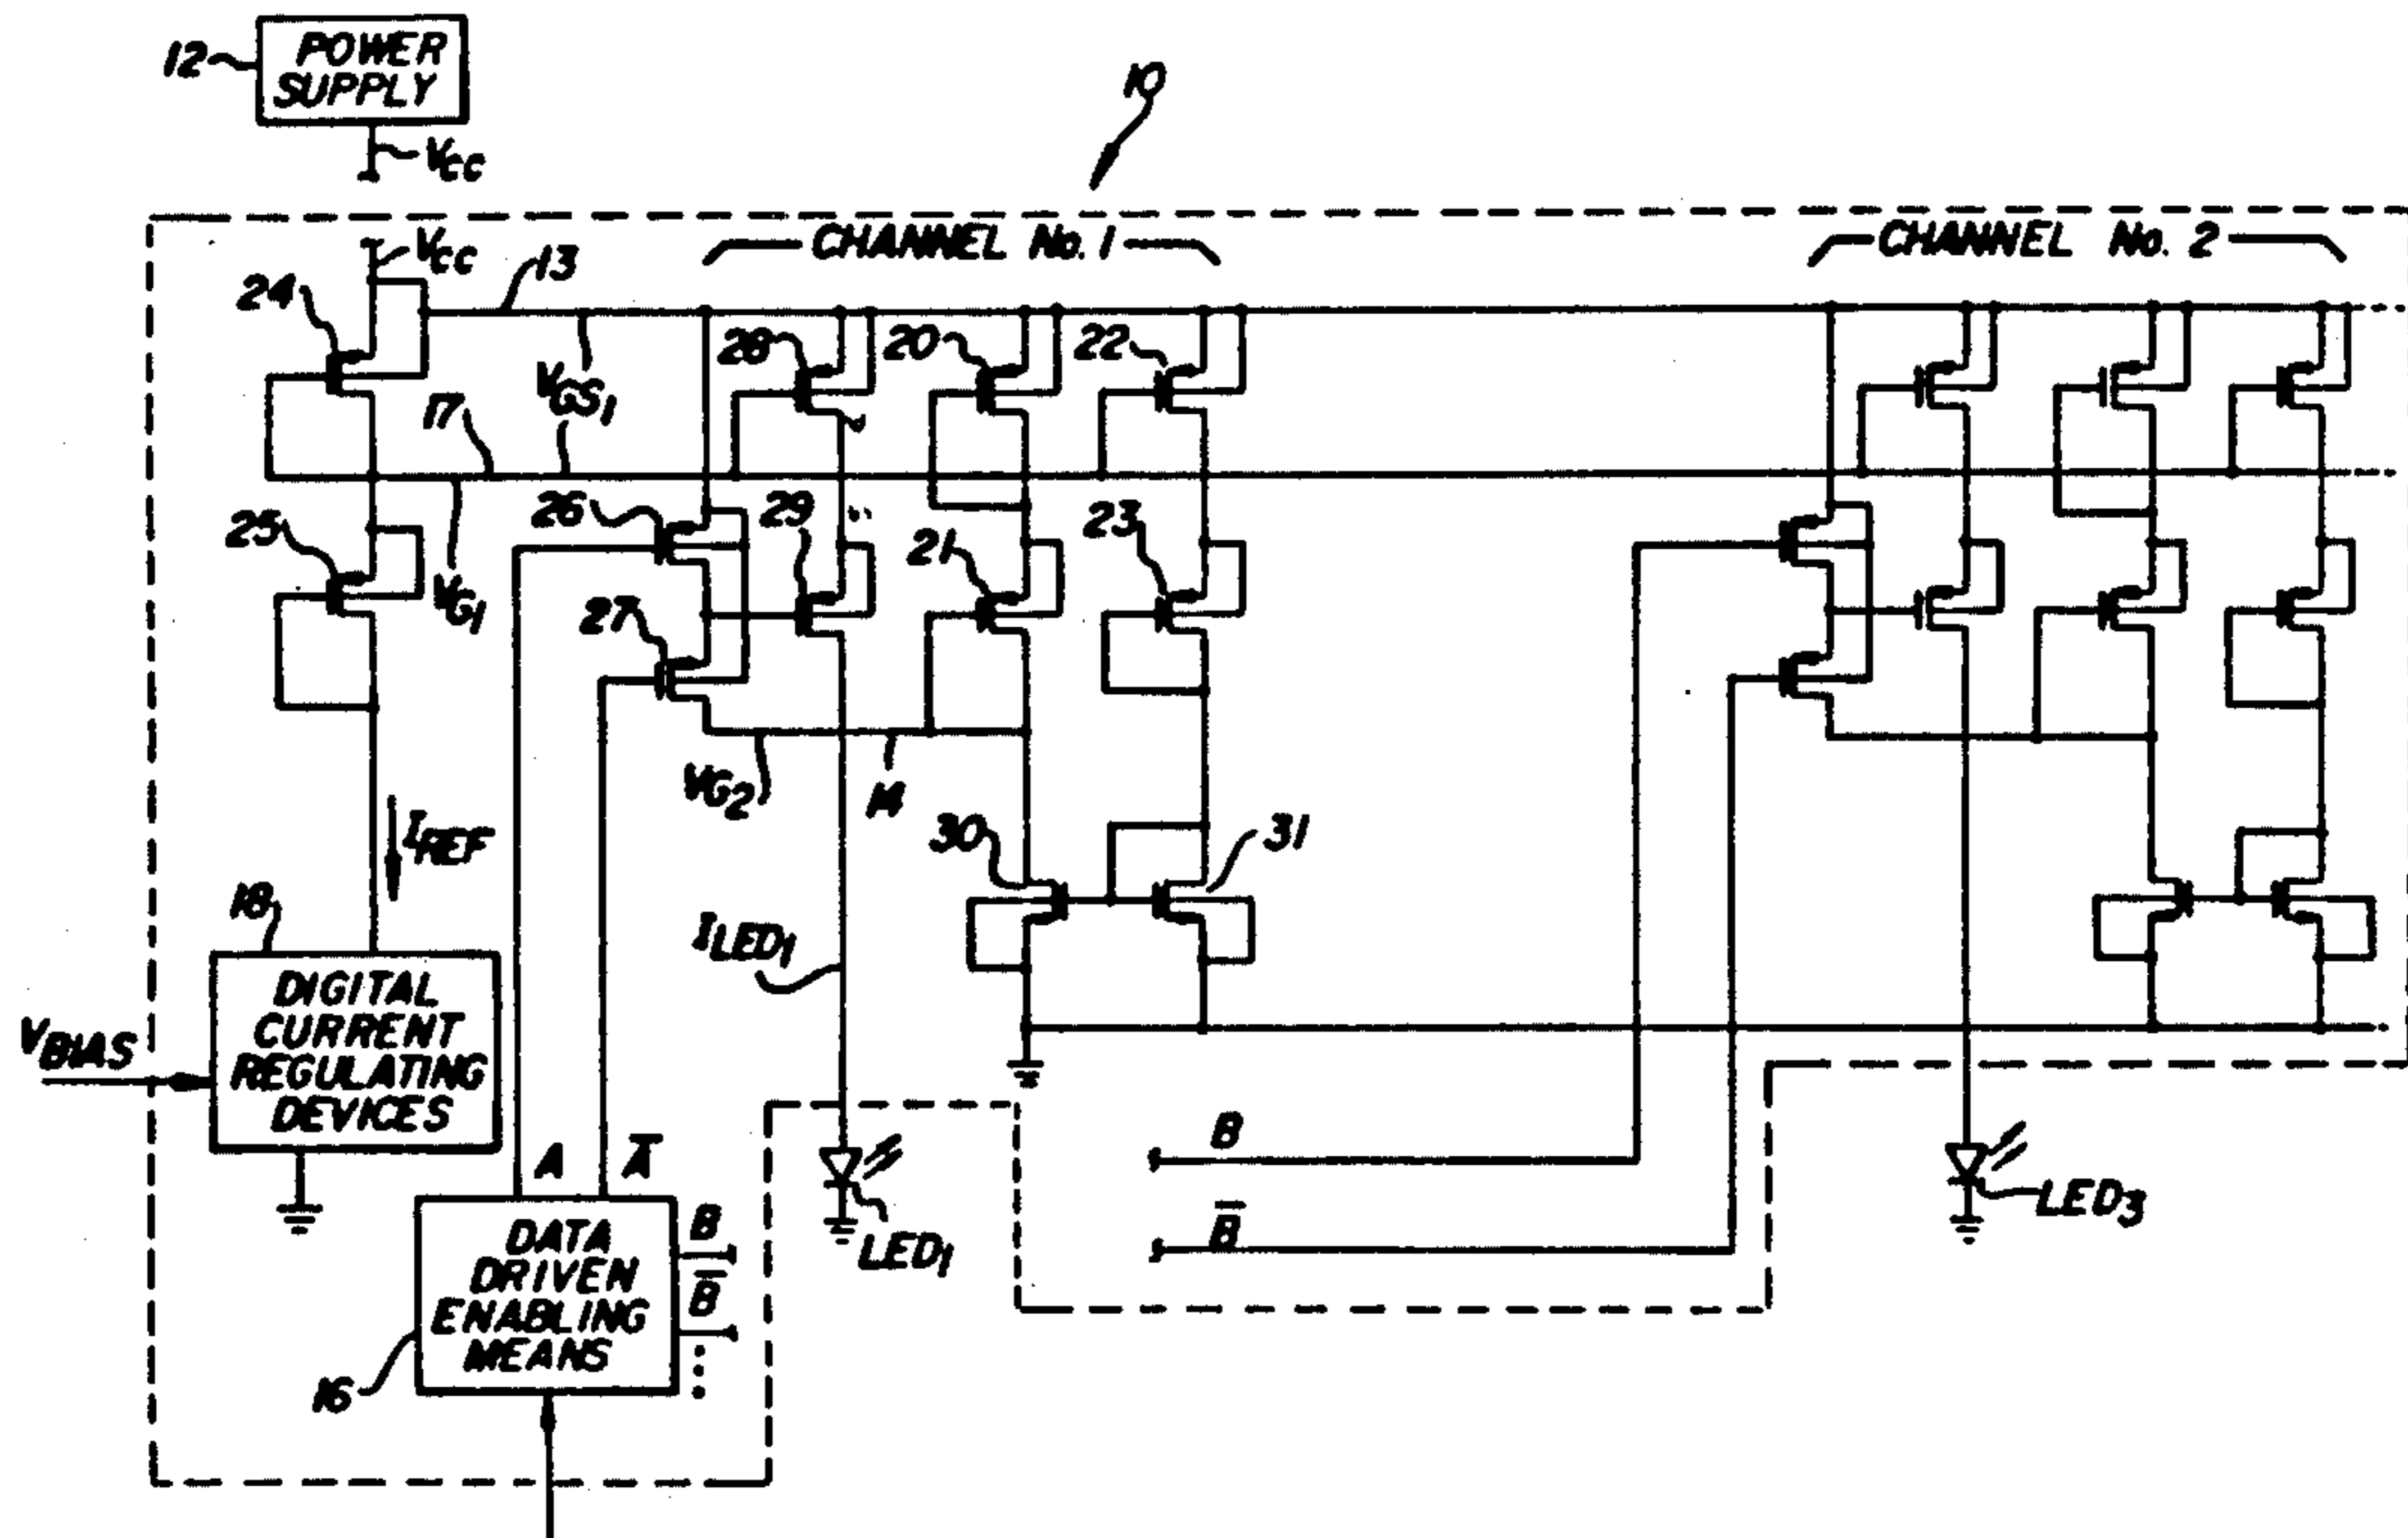 12
POWER
SUPPLY
VCC
10
CHANNEL No. 1
CHANNEL No. 2
VCC
13
24
28
20
22
VGS1
17
26
29
25
21
23
VG1
27
VG2
14
IREF
30
31
18
ILED1
DIGITAL
CURRENT
REGULATING
DEVICES
VBIAS
A
A̅
B
B̅
LED1
LED3
DATA
DRIVEN
ENABLING
MEANS
B
B̅
16